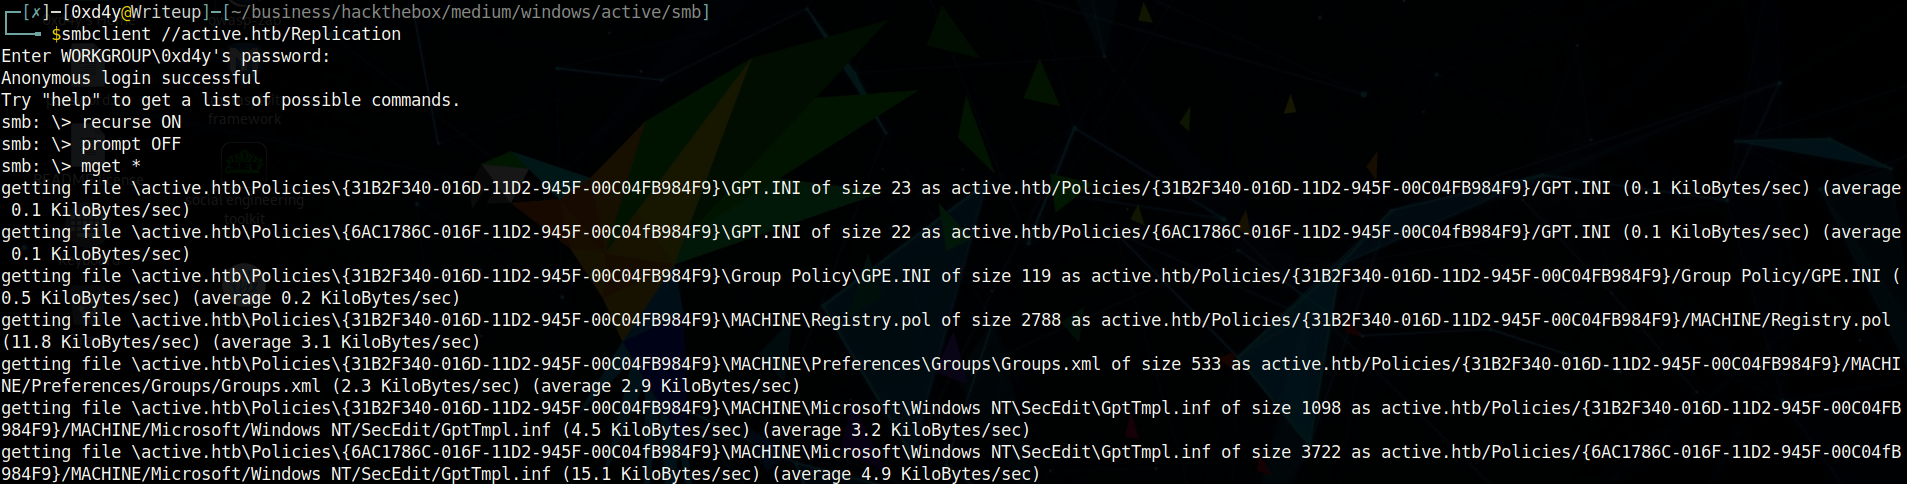 ┌─[✗]─[0xd4y@Writeup]─[~/business/hackthebox/medium/windows/active/smb]
└──╼ $smbclient //active.htb/Replication
Enter WORKGROUP\0xd4y's password:
Anonymous login successful
Try "help" to get a list of possible commands.
smb: \> recurse ON
smb: \> prompt OFF
smb: \> mget *
getting file \active.htb\Policies\{31B2F340-016D-11D2-945F-00C04FB984F9}\GPT.INI of size 23 as active.htb/Policies/{31B2F340-016D-11D2-945F-00C04FB984F9}/GPT.INI (0.1 KiloBytes/sec) (average
 0.1 KiloBytes/sec)
getting file \active.htb\Policies\{6AC1786C-016F-11D2-945F-00C04fB984F9}\GPT.INI of size 22 as active.htb/Policies/{6AC1786C-016F-11D2-945F-00C04fB984F9}/GPT.INI (0.1 KiloBytes/sec) (average
 0.1 KiloBytes/sec)
getting file \active.htb\Policies\{31B2F340-016D-11D2-945F-00C04FB984F9}\Group Policy\GPE.INI of size 119 as active.htb/Policies/{31B2F340-016D-11D2-945F-00C04FB984F9}/Group Policy/GPE.INI (
0.5 KiloBytes/sec) (average 0.2 KiloBytes/sec)
getting file \active.htb\Policies\{31B2F340-016D-11D2-945F-00C04FB984F9}\MACHINE\Registry.pol of size 2788 as active.htb/Policies/{31B2F340-016D-11D2-945F-00C04FB984F9}/MACHINE/Registry.pol
(11.8 KiloBytes/sec) (average 3.1 KiloBytes/sec)
getting file \active.htb\Policies\{31B2F340-016D-11D2-945F-00C04FB984F9}\MACHINE\Preferences\Groups\Groups.xml of size 533 as active.htb/Policies/{31B2F340-016D-11D2-945F-00C04FB984F9}/MACHI
NE/Preferences/Groups/Groups.xml (2.3 KiloBytes/sec) (average 2.9 KiloBytes/sec)
getting file \active.htb\Policies\{31B2F340-016D-11D2-945F-00C04FB984F9}\MACHINE\Microsoft\Windows NT\SecEdit\GptTmpl.inf of size 1098 as active.htb/Policies/{31B2F340-016D-11D2-945F-00C04FB
984F9}/MACHINE/Microsoft/Windows NT/SecEdit/GptTmpl.inf (4.5 KiloBytes/sec) (average 3.2 KiloBytes/sec)
getting file \active.htb\Policies\{6AC1786C-016F-11D2-945F-00C04fB984F9}\MACHINE\Microsoft\Windows NT\SecEdit\GptTmpl.inf of size 3722 as active.htb/Policies/{6AC1786C-016F-11D2-945F-00C04fB
984F9}/MACHINE/Microsoft/Windows NT/SecEdit/GptTmpl.inf (15.1 KiloBytes/sec) (average 4.9 KiloBytes/sec)
framework
social engineering
toolkit